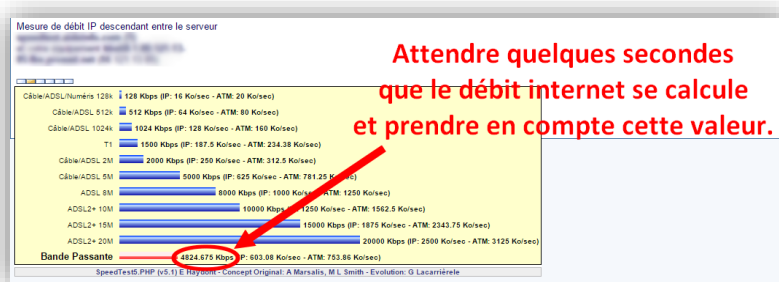 Mesure de débit IP descendant entre le serveur
Attendre quelques secondes
que le débit internet se calcule
et prendre en compte cette valeur.
Câble/ADSL/Numéris 128k 128 Kbps (IP: 16 Ko/sec - ATM: 20 Ko/sec)
Câble/ADSL 512k 512 Kbps (IP: 64 Ko/sec - ATM: 80 Ko/sec)
Câble/ADSL 1024k 1024 Kbps (IP: 128 Ko/sec - ATM: 160 Ko/sec)
T1 1500 Kbps (IP: 187.5 Ko/sec - ATM: 234.38 Ko/sec)
Câble/ADSL 2M 2000 Kbps (IP: 250 Ko/sec - ATM: 312.5 Ko/sec)
Câble/ADSL 5M 5000 Kbps (IP: 625 Ko/sec - ATM: 781.25 Ko/sec)
ADSL 8M 8000 Kbps (IP: 1000 Ko/sec - ATM: 1250 Ko/sec)
ADSL2+ 10M 10000 Kbps (IP: 1250 Ko/sec - ATM: 1562.5 Ko/sec)
ADSL2+ 15M 15000 Kbps (IP: 1875 Ko/sec - ATM: 2343.75 Ko/sec)
ADSL2+ 20M 20000 Kbps (IP: 2500 Ko/sec - ATM: 3125 Ko/sec)
Bande Passante 4824.675 Kbps (IP: 603.08 Ko/sec - ATM: 753.86 Ko/sec)
SpeedTest5.PHP (v5.1) E Haydont - Concept Original: A Marsalis, M L Smith - Evolution: G Lacarrièrele